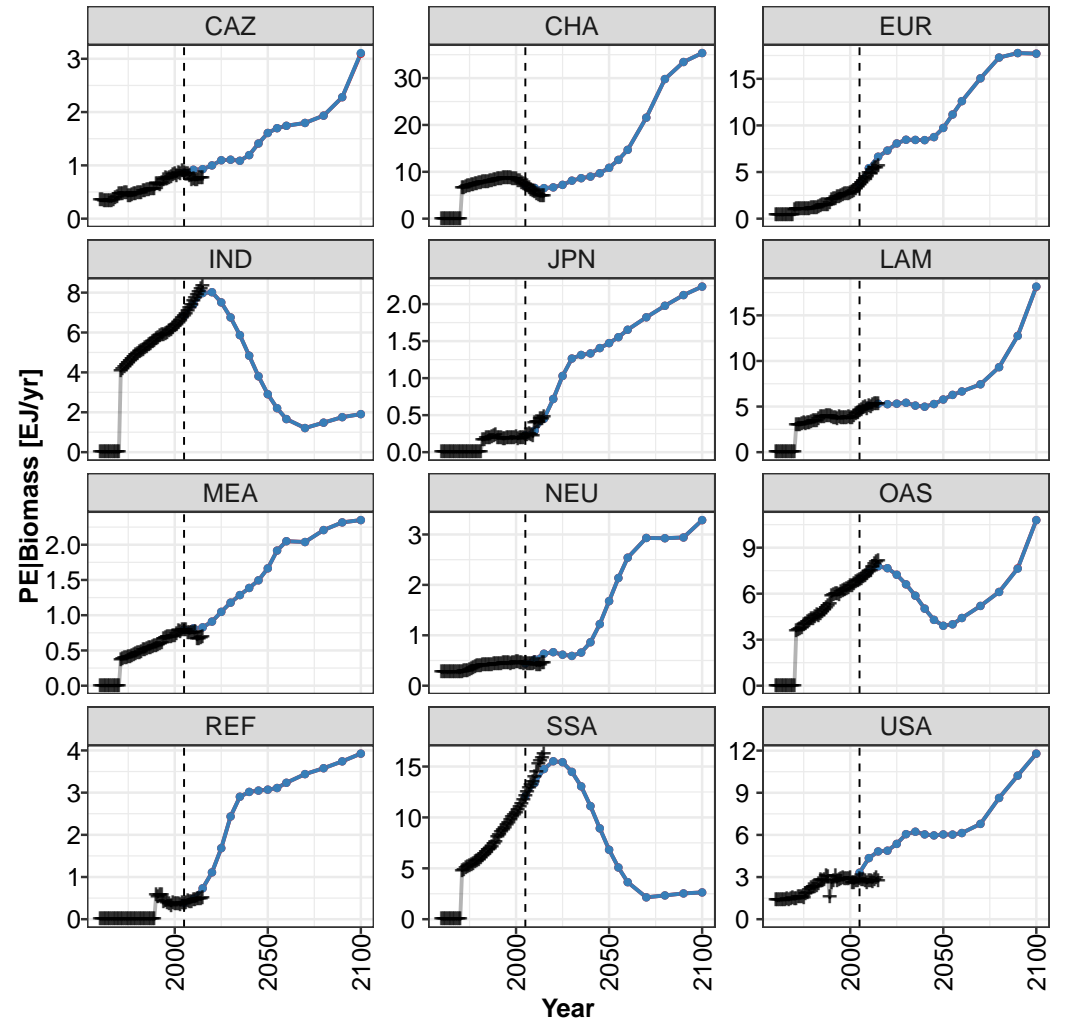 CAZ CHA EUR
3 2 1 0
30 20 10 0
15 10 5 0
IND JPN LAM
8 6 4 2 0
2.0 1.5 1.0 0.5 0.0
15 10 5 0
MEA NEU OAS
2.0 1.5 1.0 0.5 0.0
3 2 1 0
9 6 3 0
REF SSA USA
4 3 2 1 0
15 10 5 0
12 9 6 3 0
2000 2050 2100 2000 2050 2100 2000 2050 2100
PE|Biomass [EJ/yr]
Year